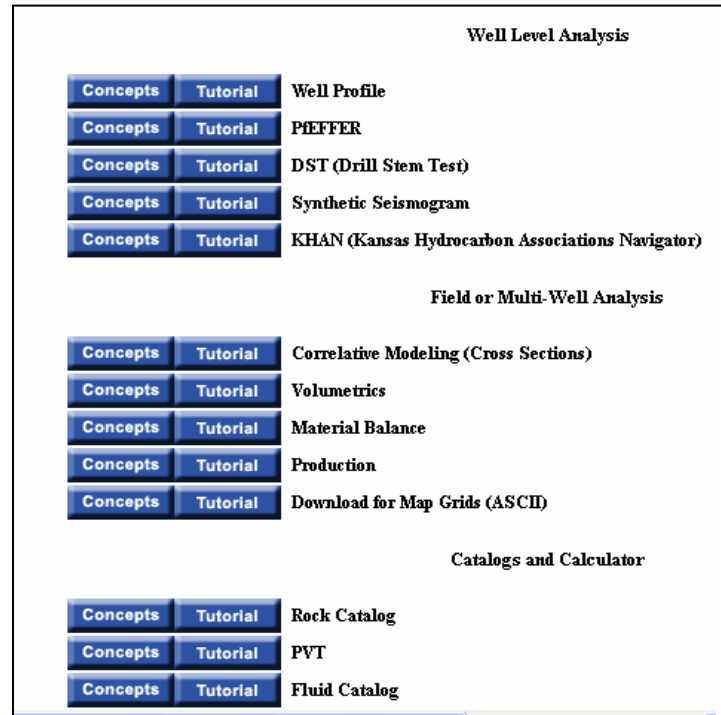 Well Level Analysis
Concepts Tutorial Well Profile
Concepts Tutorial PfEFFER
Concepts Tutorial DST (Drill Stem Test)
Concepts Tutorial Synthetic Seismogram
Concepts Tutorial KHAN (Kansas Hydrocarbon Associations Navigator)
Field or Multi-Well Analysis
Concepts Tutorial Correlative Modeling (Cross Sections)
Concepts Tutorial Volumetrics
Concepts Tutorial Material Balance
Concepts Tutorial Production
Concepts Tutorial Download for Map Grids (ASCII)
Catalogs and Calculator
Concepts Tutorial Rock Catalog
Concepts Tutorial PVT
Concepts Tutorial Fluid Catalog